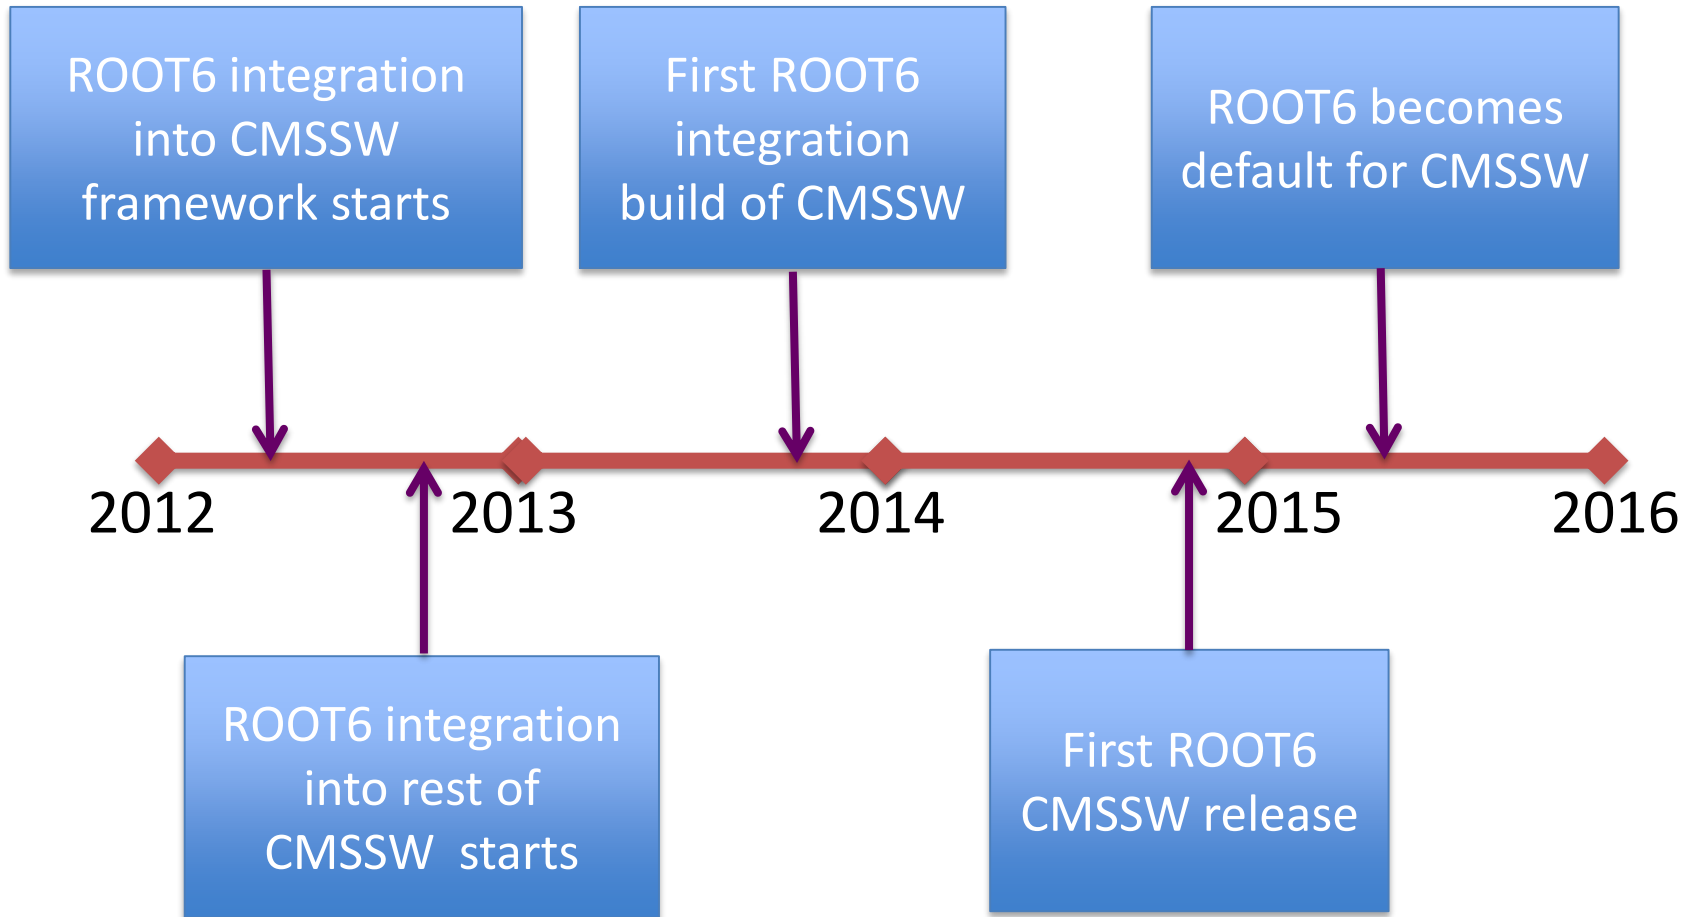 ROOT6 integration
into CMSSW
framework starts
First ROOT6
integration
build of CMSSW
ROOT6 becomes
default for CMSSW
2012
2013
2014
2015
2016
ROOT6 integration
into rest of
CMSSW  starts
First ROOT6
CMSSW release